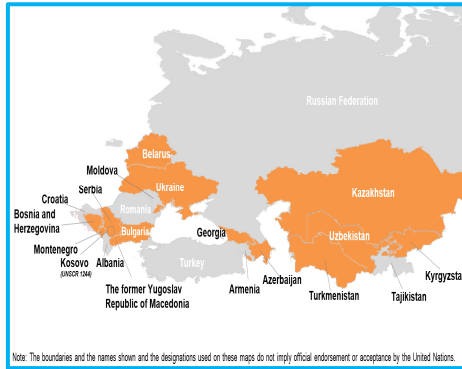 Russian Federation
Belarus
Moldova
Ukraine
Kazakhstan
Serbia
Croatia
Romania
Bosnia and
Herzegovina
Bulgaria
Georgia
Uzbekistan
Montenegro
Kosovo
(UNSCR 1244)
Albania
Turkey
Azerbaijan
Kyrgyzsta
The former Yugoslav
Republic of Macedonia
Armenia
Turkmenistan
Tajikistan
Note: The boundaries and the names shown and the designations used on these maps do not imply official endorsement or acceptance by the United Nations.